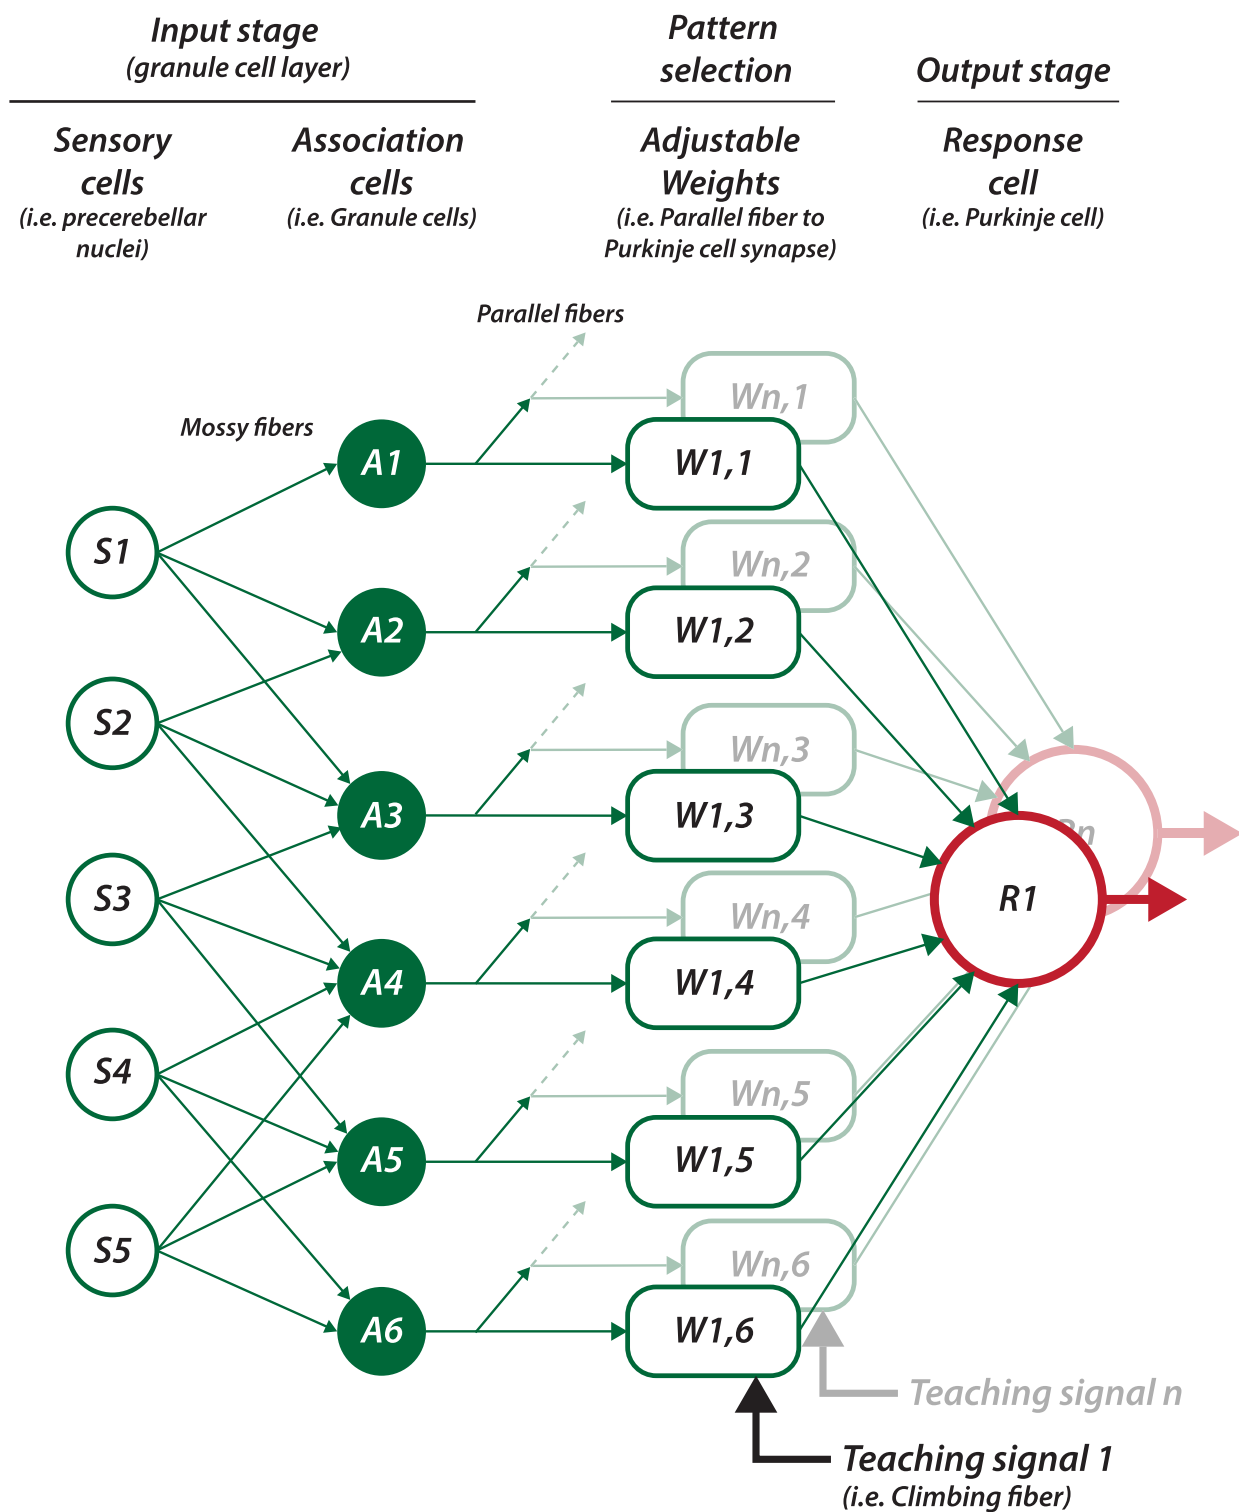 Input stage
(granule cell layer)
Pattern
selection
Output stage
Sensory
cells
(i.e. precerebellar
nuclei)
Association
cells
(i.e. Granule cells)
Adjustable
Weights
(i.e. Parallel fiber to
Purkinje cell synapse)
Response
cell
(i.e. Purkinje cell)
Parallel fibers
Mossy fibers
S1
S2
S3
S4
S5
A1
A2
A3
A4
A5
A6
Wn,1
W1,1
Wn,2
W1,2
Wn,3
W1,3
Wn,4
W1,4
Wn,5
W1,5
Wn,6
W1,6
Rn
R1
Teaching signal n
Teaching signal 1
(i.e. Climbing fiber)